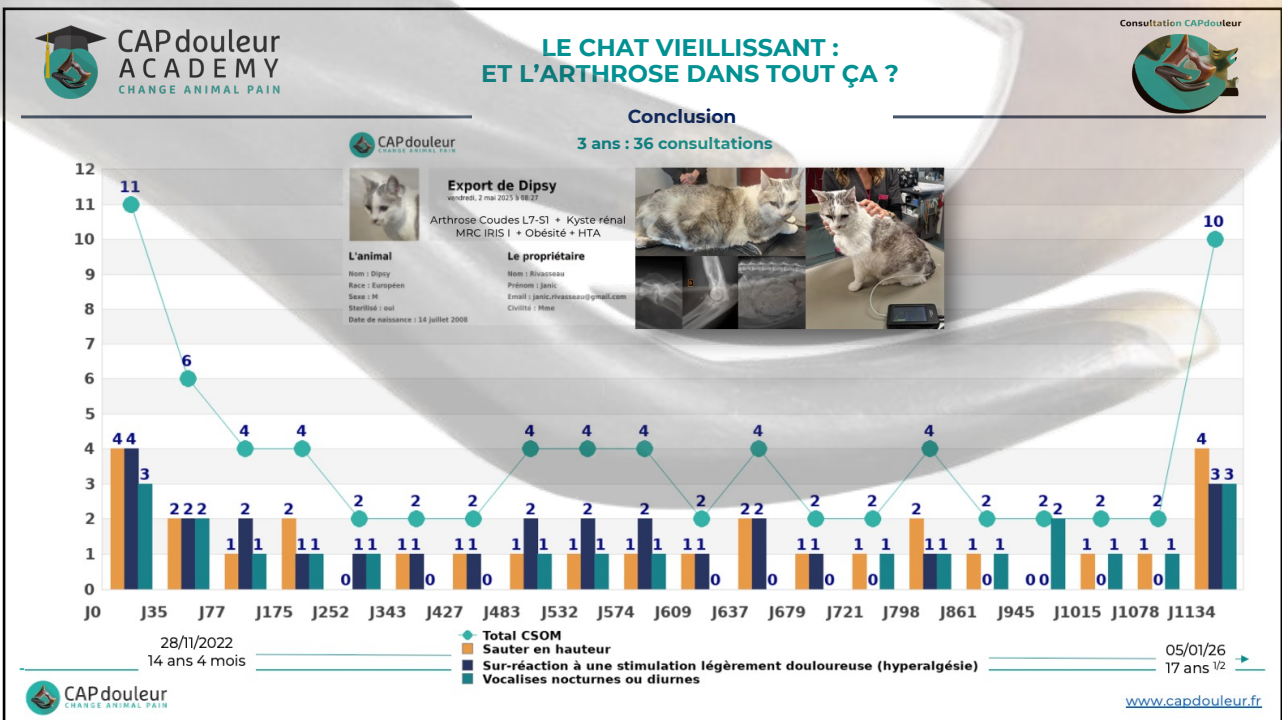 CAPdouleur
ACADEMY
CHANGE ANIMAL PAIN
LE CHAT VIEILLISSANT :
ET L'ARTHROSE DANS TOUT ÇA ?
Consultation CAPdouleur
Conclusion
3 ans : 36 consultations
CAPdouleur
CHANGE ANIMAL PAIN
Export de Dipsy
vendredi, 2 mai 2025 à 08:27
Arthrose Coudes L7-S1 + Kyste rénal
MRC IRIS I + Obésité + HTA
L'animal
Nom : Dipsy
Race : Européen
Sexe : M
Sterilisé : oui
Date de naissance : 14 juillet 2008
Le propriétaire
Nom : Rivasseau
Prénom : Janic
Email : janic.rivasseau@gmail.com
Civilité : Mme
12
11
10
9
8
7
6
5
4
3
2
1
0
11 6 4 4 2 2 2 4 4 4 2 4 2 2 4 2 2 2 2 10
4 4 3
2 2 2
1 2 1
2 1 1
0 1 1
1 1 0
1 1 0
1 2 1
1 2 1
1 2 1
1 1 0
2 2 0
1 1 0
1 0 1
2 1 1
1 0 1
0 0 2
1 0 1
1 0 1
4 3 3
J0 J35 J77 J175 J252 J343 J427 J483 J532 J574 J609 J637 J679 J721 J798 J861 J945 J1015 J1078 J1134
28/11/2022
14 ans 4 mois
Total CSOM
Sauter en hauteur
Sur-réaction à une stimulation légèrement douloureuse (hyperalgésie)
Vocalises nocturnes ou diurnes
05/01/26
17 ans 1/2
CAPdouleur
CHANGE ANIMAL PAIN
www.capdouleur.fr